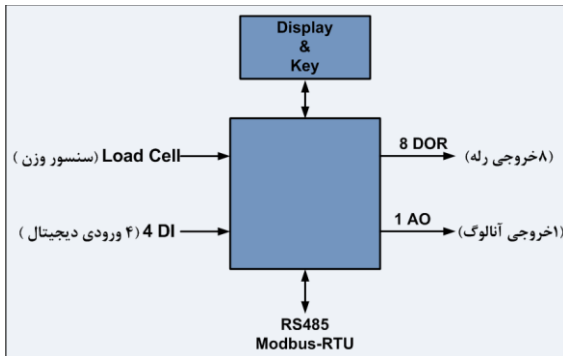 Display
&
Key
Load Cell (سنسور وزن )
8 DOR
(۸خروجی رله)
4 DI (۴ ورودی دیجیتال )
1 AO
(۱خروجی آنالوگ)
RS485
Modbus-RTU